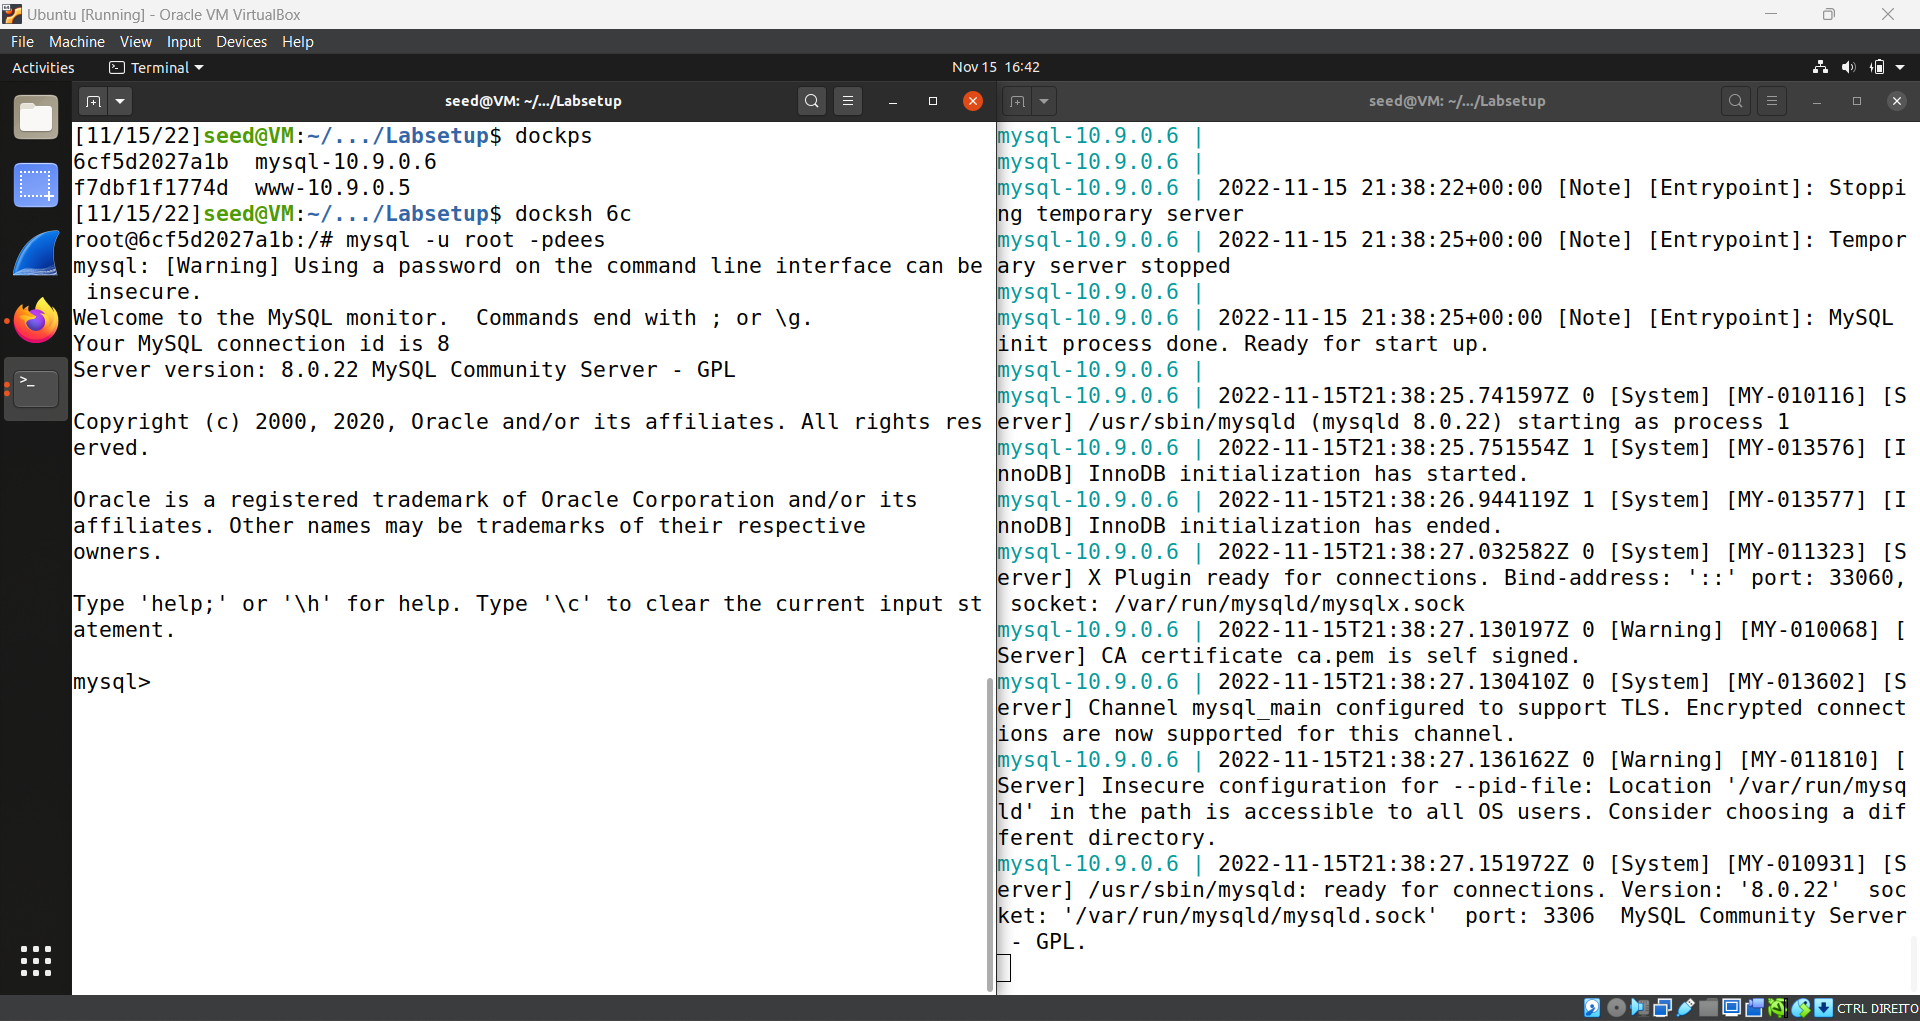 Ubuntu [Running] - Oracle VM VirtualBox
File Machine View Input Devices Help
Activities Terminal Nov 15 16:42
seed@VM: ~/.../Labsetup
[11/15/22]seed@VM:~/.../Labsetup$ dockps
6cf5d2027a1b  mysql-10.9.0.6
f7dbf1f1774d  www-10.9.0.5
[11/15/22]seed@VM:~/.../Labsetup$ docksh 6c
root@6cf5d2027a1b:/# mysql -u root -pdees
mysql: [Warning] Using a password on the command line interface can be
 insecure.
Welcome to the MySQL monitor.  Commands end with ; or \g.
Your MySQL connection id is 8
Server version: 8.0.22 MySQL Community Server - GPL
Copyright (c) 2000, 2020, Oracle and/or its affiliates. All rights res
erved.
Oracle is a registered trademark of Oracle Corporation and/or its
affiliates. Other names may be trademarks of their respective
owners.
Type 'help;' or '\h' for help. Type '\c' to clear the current input st
atement.
mysql>
seed@VM: ~/.../Labsetup
mysql-10.9.0.6 |
mysql-10.9.0.6 |
mysql-10.9.0.6 | 2022-11-15 21:38:22+00:00 [Note] [Entrypoint]: Stoppi
ng temporary server
mysql-10.9.0.6 | 2022-11-15 21:38:25+00:00 [Note] [Entrypoint]: Tempor
ary server stopped
mysql-10.9.0.6 |
mysql-10.9.0.6 | 2022-11-15 21:38:25+00:00 [Note] [Entrypoint]: MySQL
init process done. Ready for start up.
mysql-10.9.0.6 |
mysql-10.9.0.6 | 2022-11-15T21:38:25.741597Z 0 [System] [MY-010116] [S
erver] /usr/sbin/mysqld (mysqld 8.0.22) starting as process 1
mysql-10.9.0.6 | 2022-11-15T21:38:25.751554Z 1 [System] [MY-013576] [I
nnoDB] InnoDB initialization has started.
mysql-10.9.0.6 | 2022-11-15T21:38:26.944119Z 1 [System] [MY-013577] [I
nnoDB] InnoDB initialization has ended.
mysql-10.9.0.6 | 2022-11-15T21:38:27.032582Z 0 [System] [MY-011323] [S
erver] X Plugin ready for connections. Bind-address: '::' port: 33060,
 socket: /var/run/mysqld/mysqlx.sock
mysql-10.9.0.6 | 2022-11-15T21:38:27.130197Z 0 [Warning] [MY-010068] [
Server] CA certificate ca.pem is self signed.
mysql-10.9.0.6 | 2022-11-15T21:38:27.130410Z 0 [System] [MY-013602] [S
erver] Channel mysql_main configured to support TLS. Encrypted connect
ions are now supported for this channel.
mysql-10.9.0.6 | 2022-11-15T21:38:27.136162Z 0 [Warning] [MY-011810] [
Server] Insecure configuration for --pid-file: Location '/var/run/mysq
ld' in the path is accessible to all OS users. Consider choosing a dif
ferent directory.
mysql-10.9.0.6 | 2022-11-15T21:38:27.151972Z 0 [System] [MY-010931] [S
erver] /usr/sbin/mysqld: ready for connections. Version: '8.0.22'  soc
ket: '/var/run/mysqld/mysqld.sock'  port: 3306  MySQL Community Server
 - GPL.
CTRL DIREITO